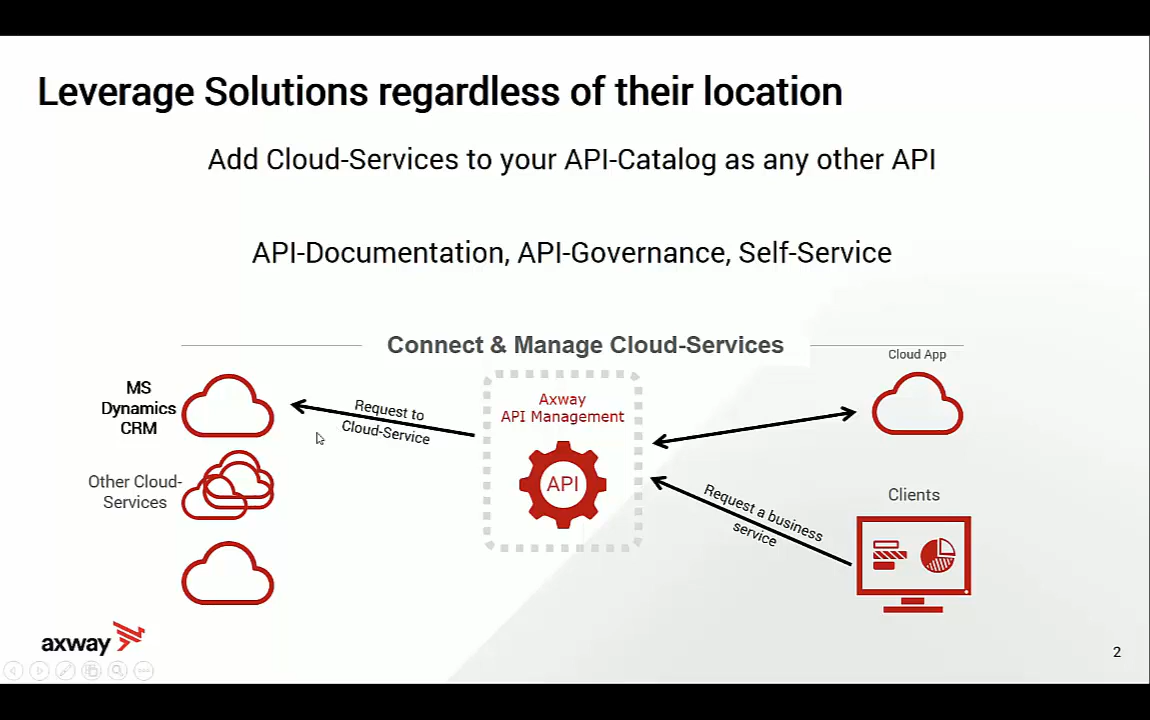 Leverage Solutions regardless of their location
Add Cloud-Services to your API-Catalog as any other API
API-Documentation, API-Governance, Self-Service
Connect & Manage Cloud-Services
MS
Dynamics
CRM
Other Cloud-
Services
Request to
Cloud-Service
Axway
API Management
API
Cloud App
Request a business
service
Clients
axway
2